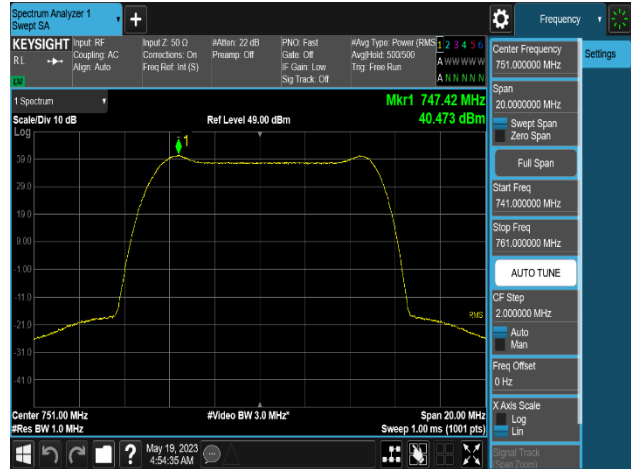 Spectrum Analyzer 1
Swept SA
Frequency
KEYSIGHT
RL
LXI
Input: RF
Coupling: AC
Align: Auto
Input Z: 50 Ω
Corrections: On
Freq Ref: Int (S)
#Atten: 22 dB
Preamp: Off
PNO: Fast
Gate: Off
IF Gain: Low
Sig Track: Off
#Avg Type: Power (RMS
Avg|Hold: 500/500
Trig: Free Run
1 2 3 4 5 6
A W W W W W
A N N N N N
1 Spectrum
Scale/Div 10 dB
Ref Level 49.00 dBm
Mkr1 747.42 MHz
40.473 dBm
Log
1
39.0
29.0
19.0
9.00
-1.00
-11.0
-21.0
-31.0
-41.0
RMS
Center 751.00 MHz
#Video BW 3.0 MHz*
Span 20.00 MHz
#Res BW 1.0 MHz
Sweep 1.00 ms (1001 pts)
Center Frequency
751.000000 MHz
Settings
Span
20.0000000 MHz
Swept Span
Zero Span
Full Span
Start Freq
741.000000 MHz
Stop Freq
761.000000 MHz
AUTO TUNE
CF Step
2.000000 MHz
Auto
Man
Freq Offset
0 Hz
X Axis Scale
Log
Lin
Signal Track
(Span Zoom)
?
May 19, 2023
4:54:35 AM